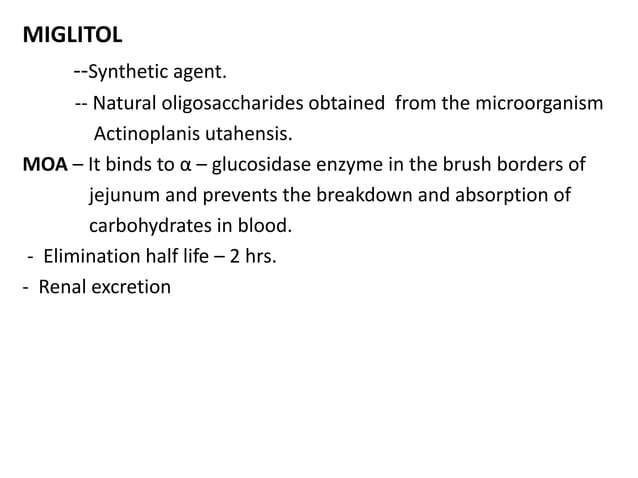 MIGLITOL
--Synthetic agent.
-- Natural oligosaccharides obtained  from the microorganism
Actinoplanis utahensis.
MOA – It binds to α – glucosidase enzyme in the brush borders of
jejunum and prevents the breakdown and absorption of
carbohydrates in blood.
-  Elimination half life – 2 hrs.
-  Renal excretion